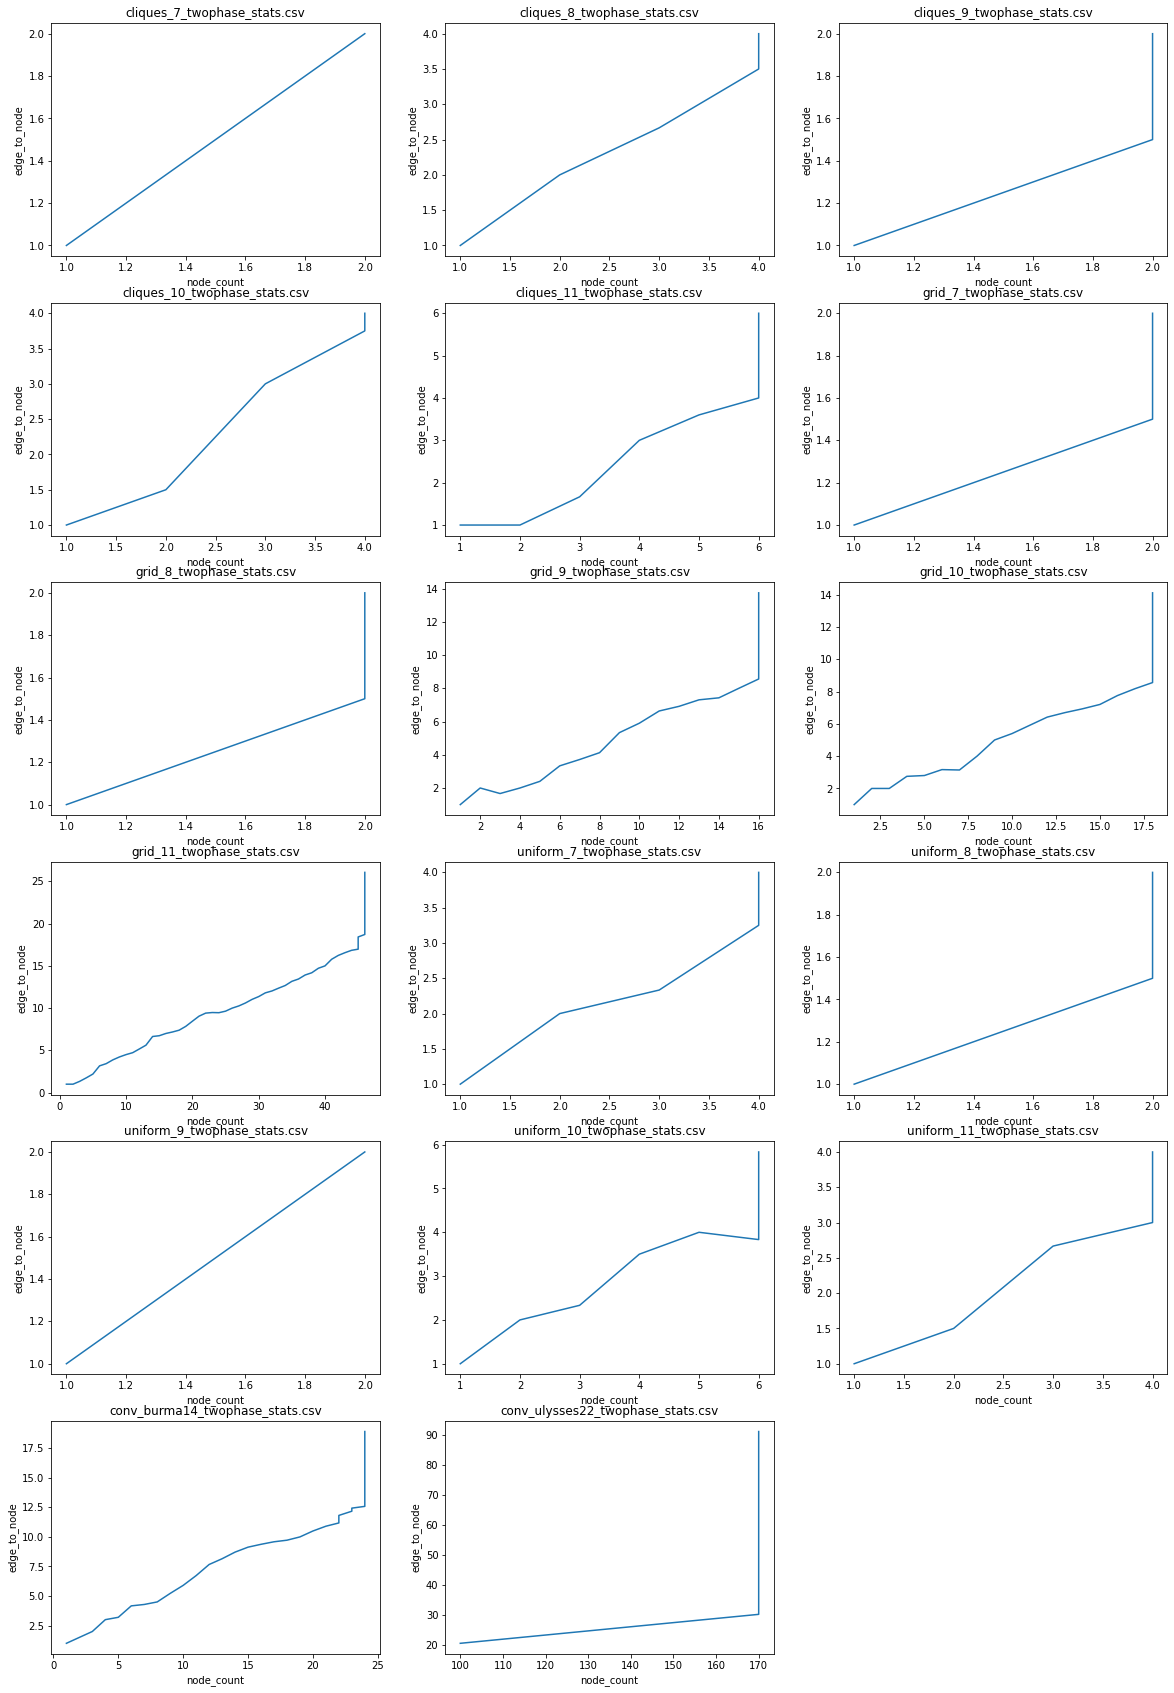 cliques_7_twophase_stats.csv
edge_to_node
2.0
1.8
1.6
1.4
1.2
1.0
1.0 1.2 1.4 1.6 1.8 2.0
node_count
cliques_8_twophase_stats.csv
edge_to_node
4.0
3.5
3.0
2.5
2.0
1.5
1.0
1.0 1.5 2.0 2.5 3.0 3.5 4.0
node_count
cliques_9_twophase_stats.csv
edge_to_node
2.0
1.8
1.6
1.4
1.2
1.0
1.0 1.2 1.4 1.6 1.8 2.0
node_count
cliques_10_twophase_stats.csv
edge_to_node
4.0
3.5
3.0
2.5
2.0
1.5
1.0
1.0 1.5 2.0 2.5 3.0 3.5 4.0
node_count
cliques_11_twophase_stats.csv
edge_to_node
6
5
4
3
2
1
1 2 3 4 5 6
node_count
grid_7_twophase_stats.csv
edge_to_node
2.0
1.8
1.6
1.4
1.2
1.0
1.0 1.2 1.4 1.6 1.8 2.0
node_count
grid_8_twophase_stats.csv
edge_to_node
2.0
1.8
1.6
1.4
1.2
1.0
1.0 1.2 1.4 1.6 1.8 2.0
node_count
grid_9_twophase_stats.csv
edge_to_node
14
12
10
8
6
4
2
2 4 6 8 10 12 14 16
node_count
grid_10_twophase_stats.csv
edge_to_node
14
12
10
8
6
4
2
2.5 5.0 7.5 10.0 12.5 15.0 17.5
node_count
grid_11_twophase_stats.csv
edge_to_node
25
20
15
10
5
0
0 10 20 30 40
node_count
uniform_7_twophase_stats.csv
edge_to_node
4.0
3.5
3.0
2.5
2.0
1.5
1.0
1.0 1.5 2.0 2.5 3.0 3.5 4.0
node_count
uniform_8_twophase_stats.csv
edge_to_node
2.0
1.8
1.6
1.4
1.2
1.0
1.0 1.2 1.4 1.6 1.8 2.0
node_count
uniform_9_twophase_stats.csv
edge_to_node
2.0
1.8
1.6
1.4
1.2
1.0
1.0 1.2 1.4 1.6 1.8 2.0
node_count
uniform_10_twophase_stats.csv
edge_to_node
6
5
4
3
2
1
1 2 3 4 5 6
node_count
uniform_11_twophase_stats.csv
edge_to_node
4.0
3.5
3.0
2.5
2.0
1.5
1.0
1.0 1.5 2.0 2.5 3.0 3.5 4.0
node_count
conv_burma14_twophase_stats.csv
edge_to_node
17.5
15.0
12.5
10.0
7.5
5.0
2.5
0 5 10 15 20 25
node_count
conv_ulysses22_twophase_stats.csv
edge_to_node
90
80
70
60
50
40
30
20
100 110 120 130 140 150 160 170
node_count